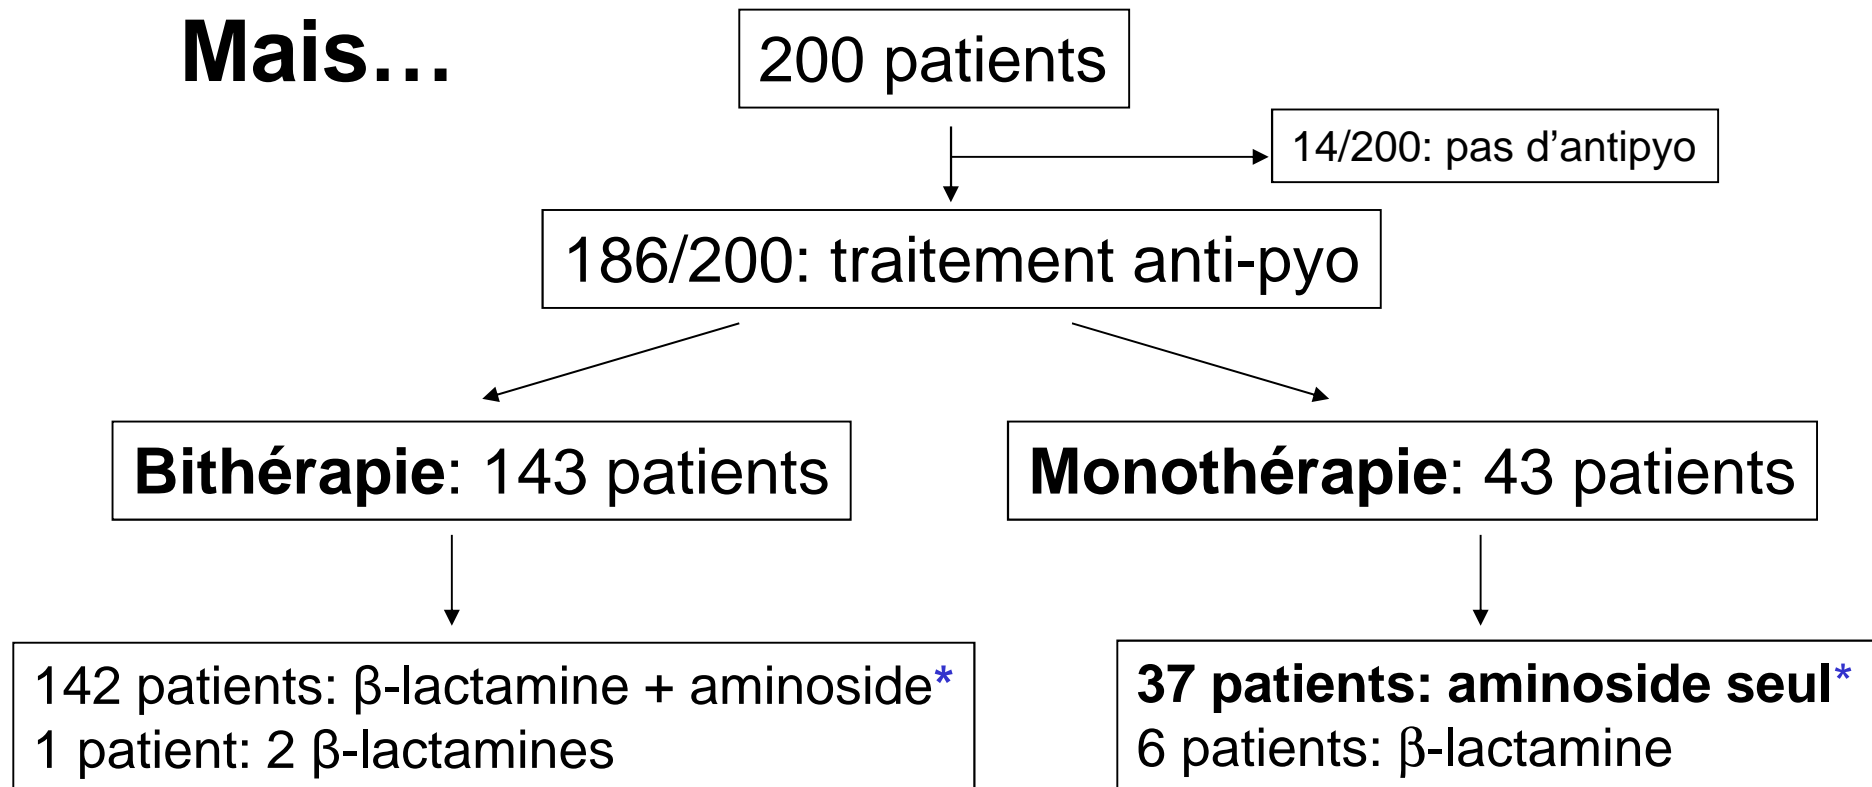 Mais…
200 patients
14/200: pas d’antipyo
186/200: traitement anti-pyo
Bithérapie: 143 patients
Monothérapie: 43 patients
142 patients: β-lactamine + aminoside*
1 patient: 2 β-lactamines
37 patients: aminoside seul*
6 patients: β-lactamine